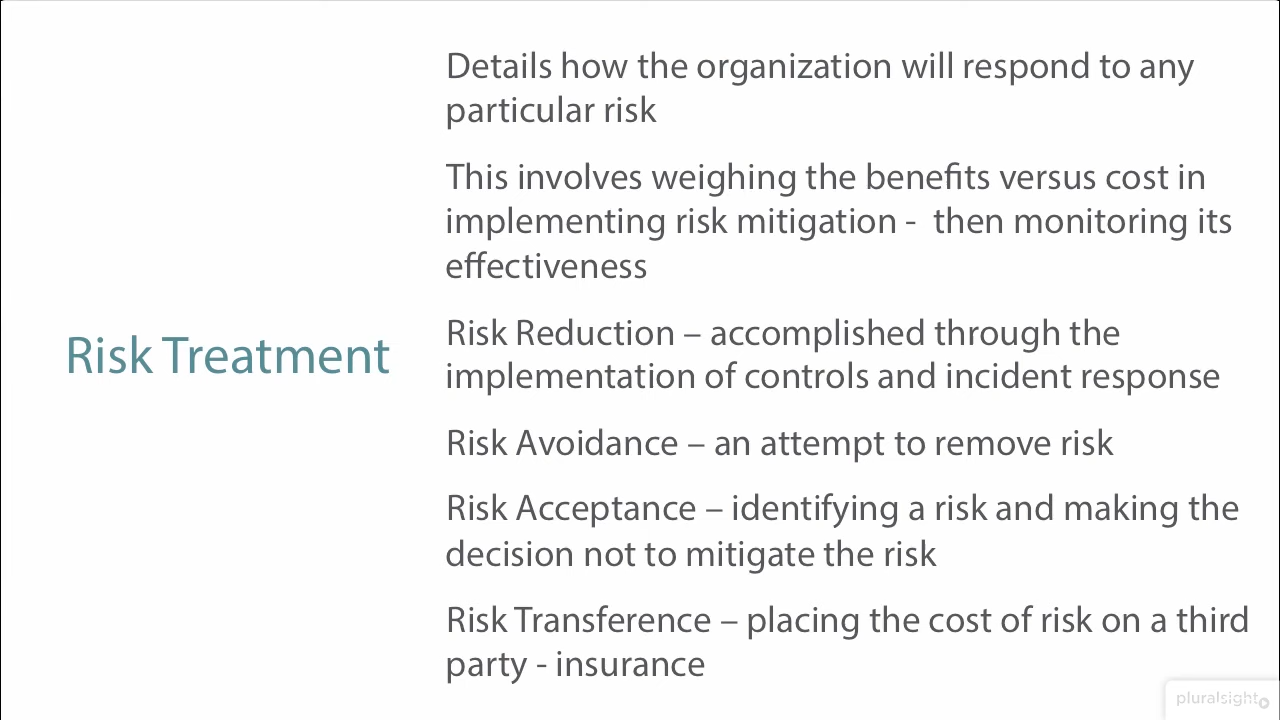 Risk Treatment
Details how the organization will respond to any
particular risk
This involves weighing the benefits versus cost in
implementing risk mitigation -  then monitoring its
effectiveness
Risk Reduction – accomplished through the
implementation of controls and incident response
Risk Avoidance – an attempt to remove risk
Risk Acceptance – identifying a risk and making the
decision not to mitigate the risk
Risk Transference – placing the cost of risk on a third
party - insurance
pluralsight